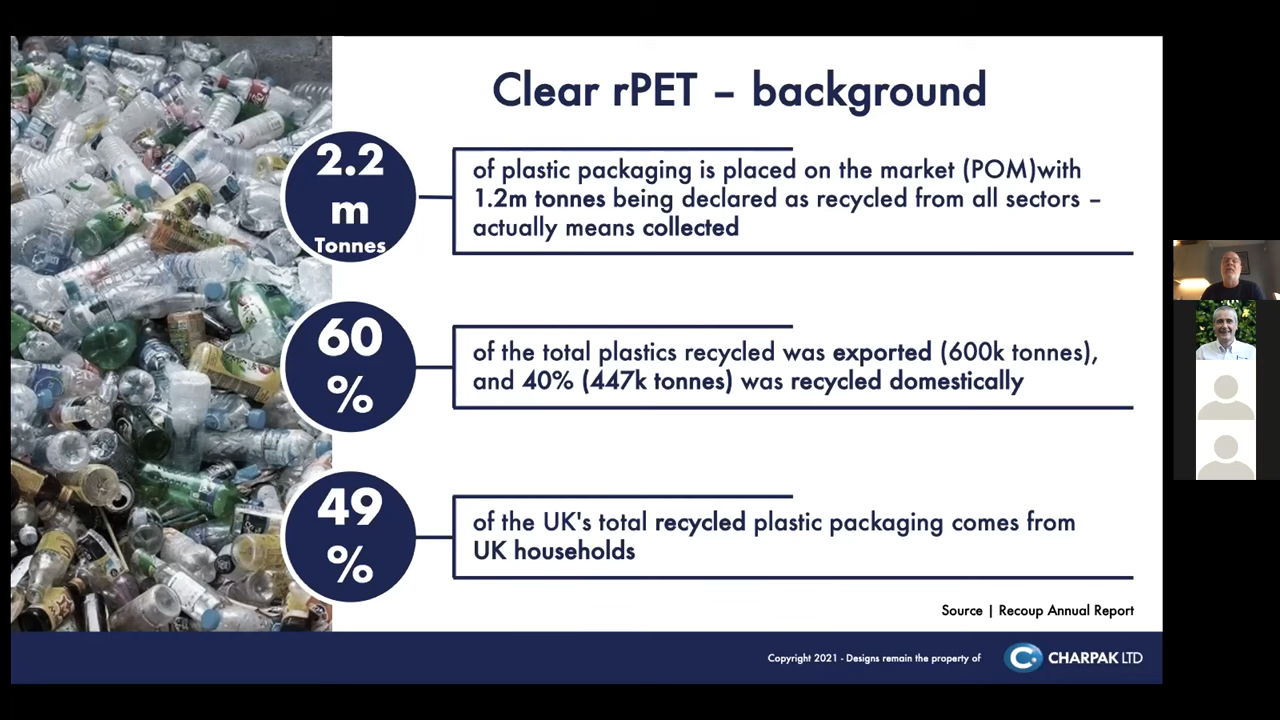 Clear rPET – background
2.2
m
Tonnes
of plastic packaging is placed on the market (POM)with
1.2m tonnes being declared as recycled from all sectors –
actually means collected
60
%
of the total plastics recycled was exported (600k tonnes),
and 40% (447k tonnes) was recycled domestically
49
%
of the UK's total recycled plastic packaging comes from
UK households
Source | Recoup Annual Report
Copyright 2021 - Designs remain the property of
CHARPAK LTD